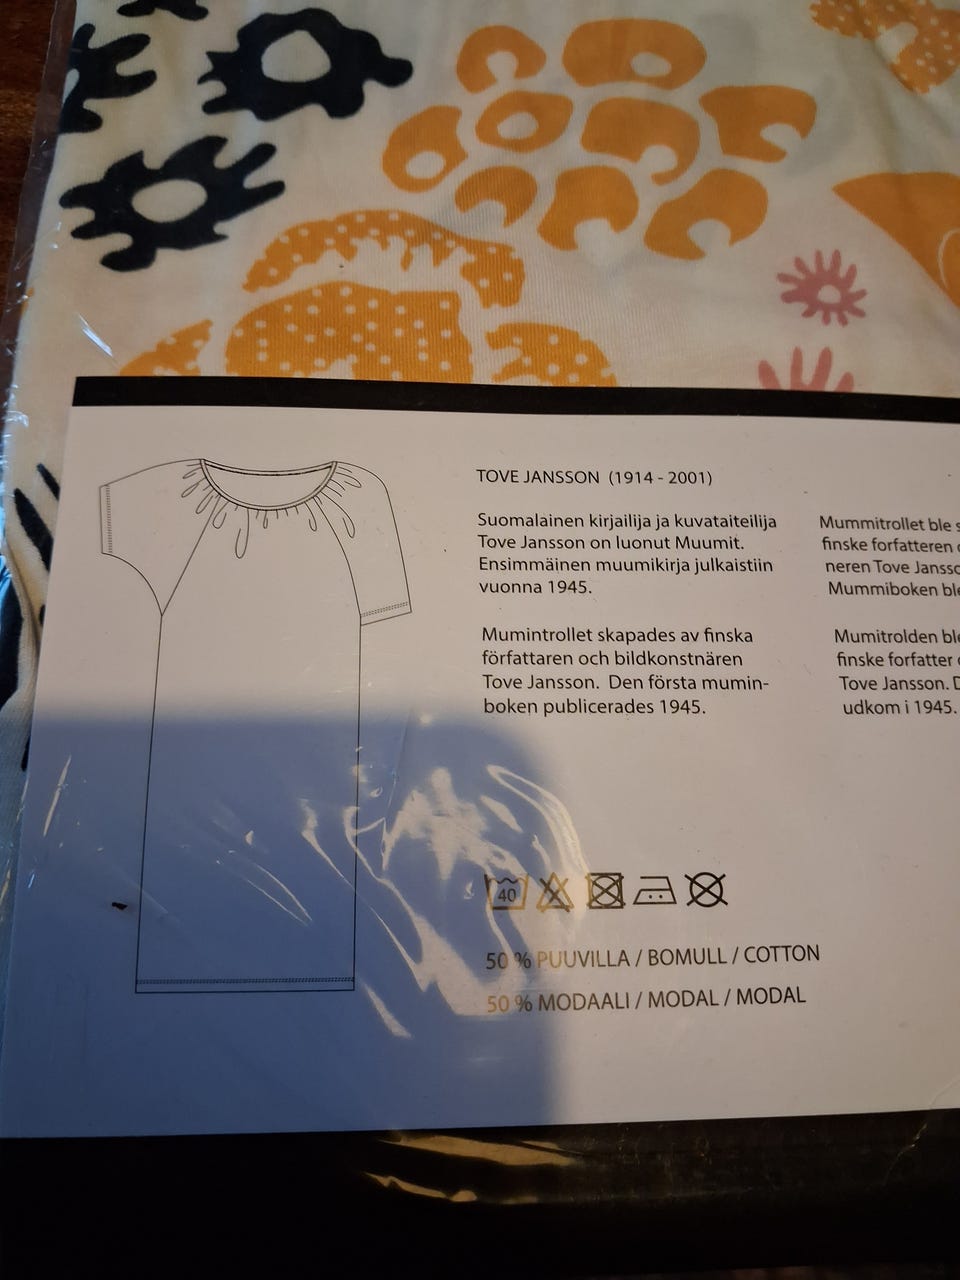 TOVE JANSSON (1914 - 2001)
Suomalainen kirjailija ja kuvataiteilija
Tove Jansson on luonut Muumit.
Ensimmäinen muumikirja julkaistiin
vuonna 1945.
Mumintrollet skapades av finska
författaren och bildkonstnären
Tove Jansson. Den första mumin-
boken publicerades 1945.
Mummitrollet ble
finske forfatteren
neren Tove
Mummiboken
Mumitrolden
finske forfatter
Tove Jansson.
udkom i 1945.
40
50 % PUUVILLA / BOMULL / COTTON
50 % MODAALI / MODAL / MODAL